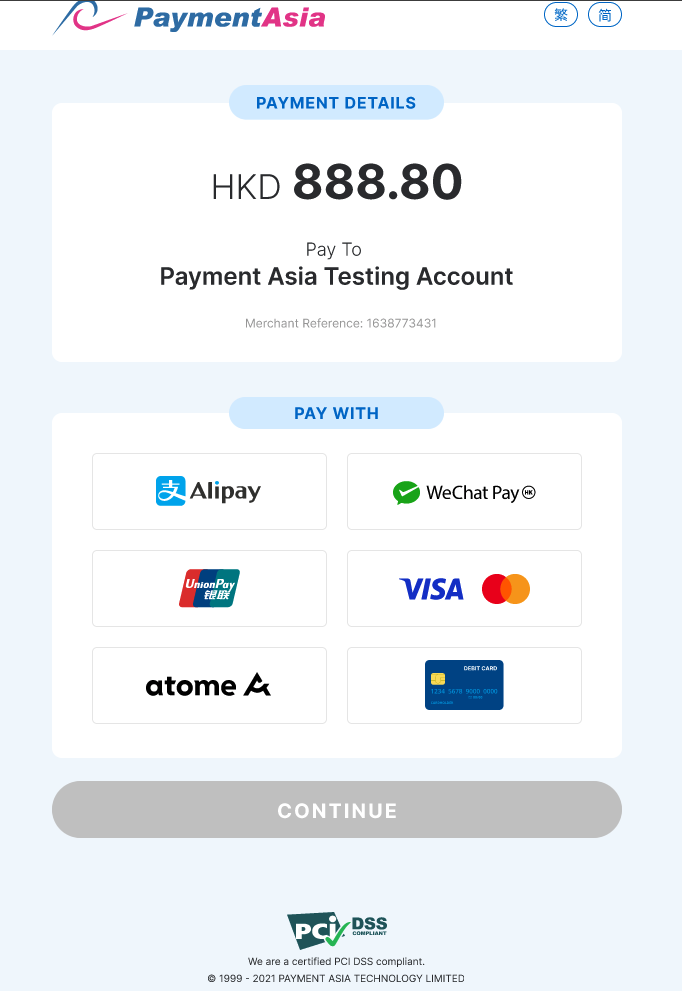 PaymentAsia
繁 简
PAYMENT DETAILS
HKD 888.80
Pay To
Payment Asia Testing Account
Merchant Reference: 1638773431
PAY WITH
支 Alipay
WeChat Pay HK
UnionPay
银联
VISA
atome
DEBIT CARD
1234 5679 9000 0000
CONTINUE
PCi DSS
COMPLIANT
We are a certified PCI DSS compliant.
© 1999 - 2021 PAYMENT ASIA TECHNOLOGY LIMITED